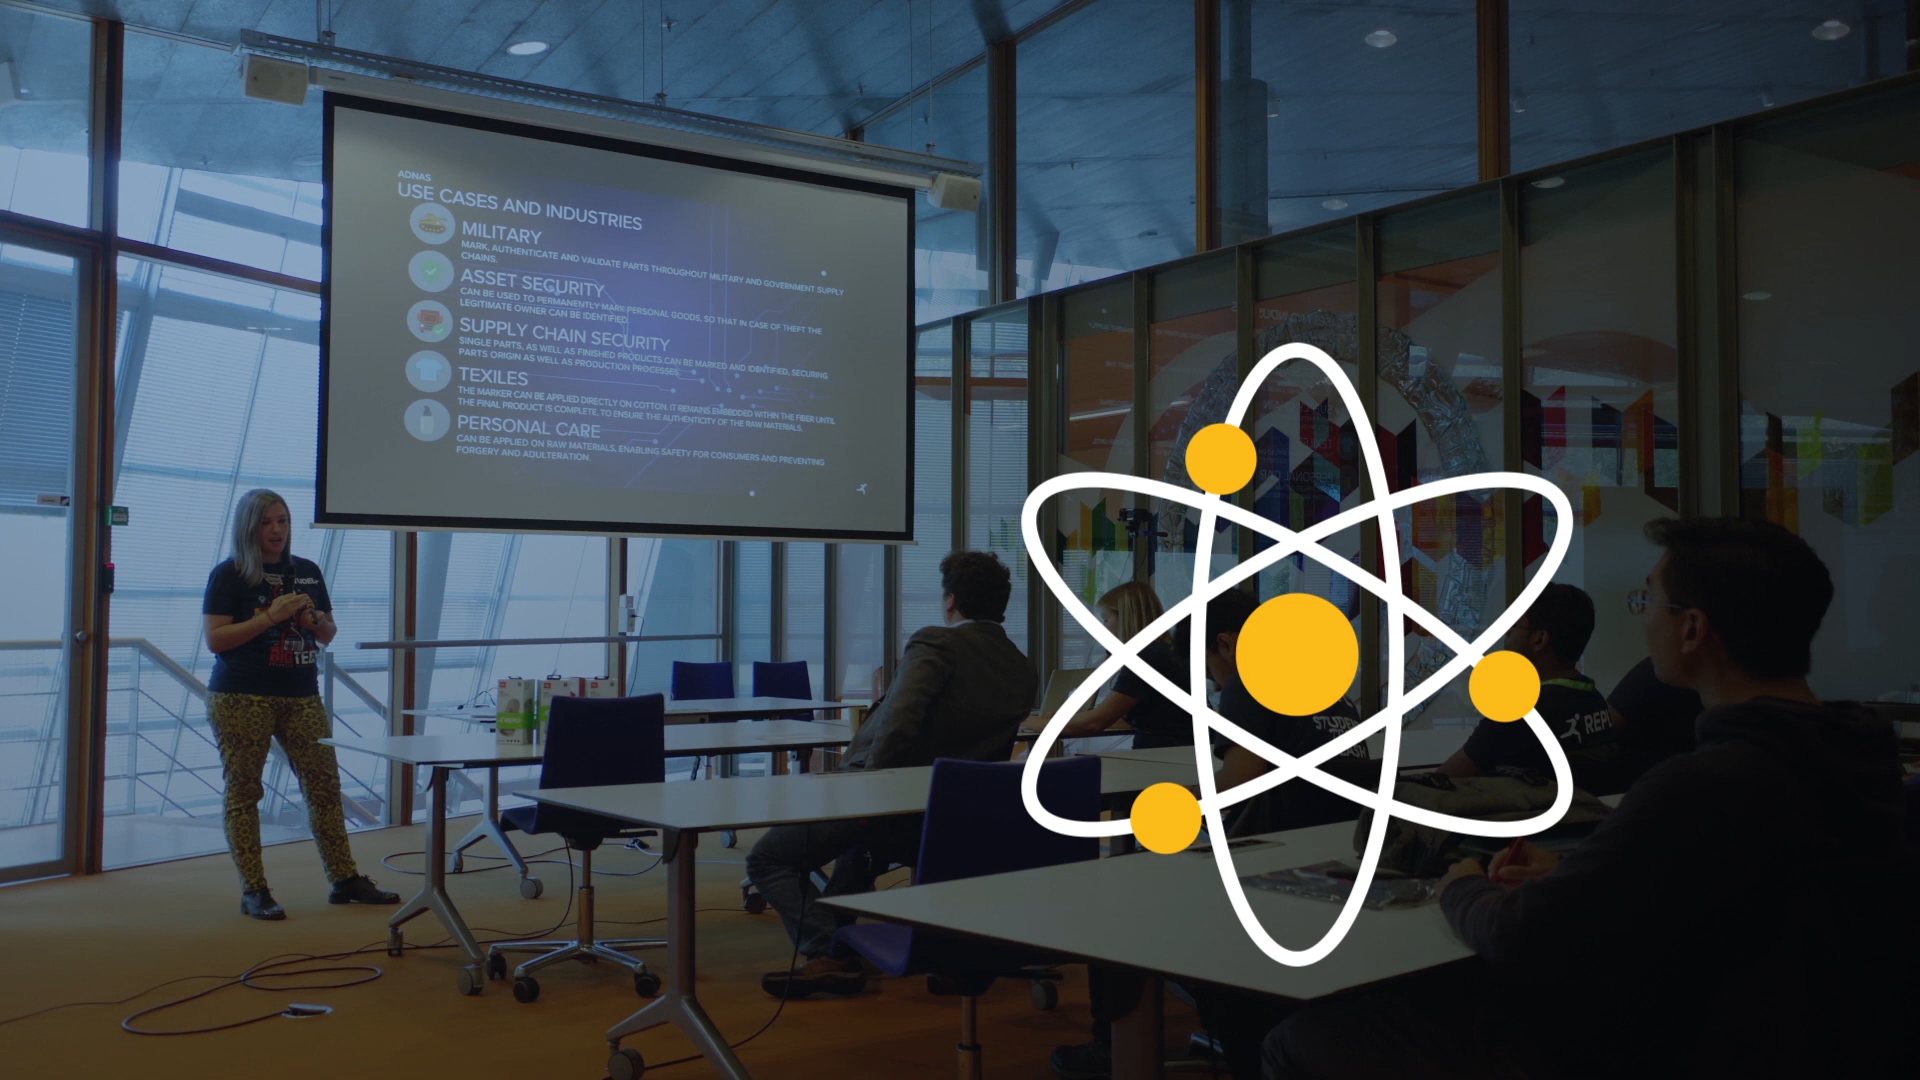 ADNAS
USE CASES AND INDUSTRIES
MILITARY
MARK, AUTHENTICATE AND VALIDATE PARTS THROUGHOUT MILITARY AND GOVERNMENT SUPPLY
CHAINS.
ASSET SECURITY
CAN BE USED TO PERMANENTLY MARK PERSONAL GOODS, SO THAT IN CASE OF THEFT THE
LEGITIMATE OWNER CAN BE IDENTIFIED.
SUPPLY CHAIN SECURITY
SINGLE PARTS, AS WELL AS FINISHED PRODUCTS CAN BE MARKED AND IDENTIFIED, SECURING
PARTS ORIGIN AS WELL AS PRODUCTION PROCESSES.
TEXILES
THE MARKER CAN BE APPLIED DIRECTLY ON COTTON. IT REMAINS EMBEDDED WITHIN THE FIBER UNTIL
THE FINAL PRODUCT IS COMPLETE, TO ENSURE THE AUTHENTICITY OF THE RAW MATERIALS.
PERSONAL CARE
CAN BE APPLIED ON RAW MATERIALS, ENABLING SAFETY FOR CONSUMERS AND PREVENTING
FORGERY AND ADULTERATION.
STUDENT
REPL